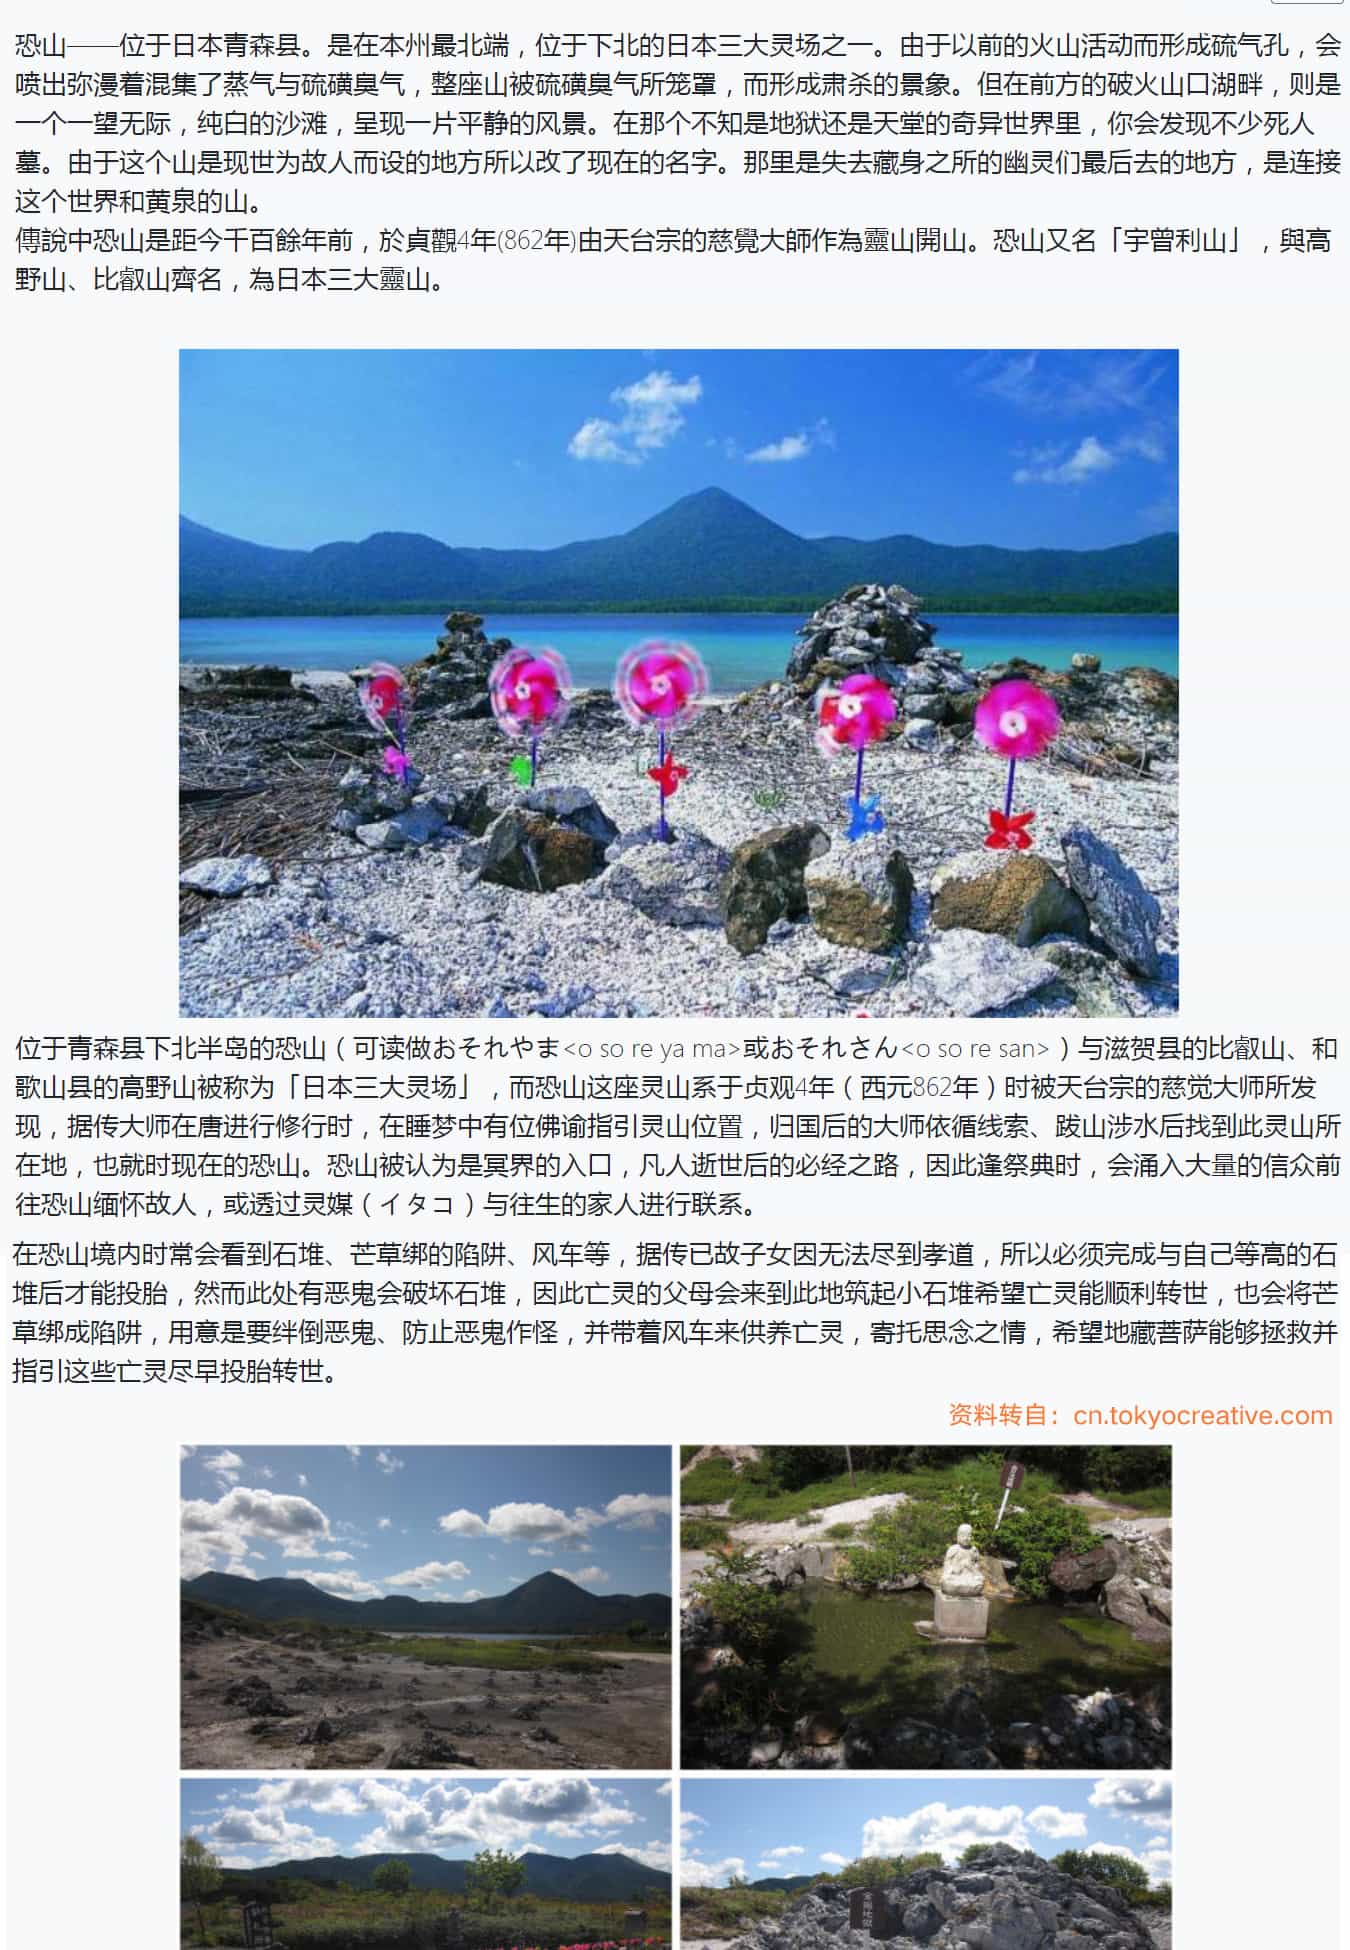 恐山——位于日本青森县。是在本州最北端，位于下北的日本三大灵场之一。由于以前的火山活动而形成硫气孔，会
喷出弥漫着混集了蒸气与硫磺臭气，整座山被硫磺臭气所笼罩，而形成肃杀的景象。但在前方的破火山口湖畔，则是
一个一望无际，纯白的沙滩，呈现一片平静的风景。在那个不知是地狱还是天堂的奇异世界里，你会发现不少死人
墓。由于这个山是现世为故人而设的地方所以改了现在的名字。那里是失去藏身之所的幽灵们最后去的地方，是连接
这个世界和黄泉的山。
傳說中恐山是距今千百餘年前，於貞觀4年(862年)由天台宗的慈覺大師作為靈山開山。恐山又名「宇曾利山」，與高
野山、比叡山齊名，為日本三大靈山。
位于青森县下北半岛的恐山（可读做おそれやま<o so re ya ma>或おそれさん<o so re san>）与滋贺县的比叡山、和
歌山县的高野山被称为「日本三大灵场」，而恐山这座灵山系于贞观4年（西元862年）时被天台宗的慈觉大师所发
现，据传大师在唐进行修行时，在睡梦中有位佛谕指引灵山位置，归国后的大师依循线索、跋山涉水后找到此灵山所
在地，也就时现在的恐山。恐山被认为是冥界的入口，凡人逝世后的必经之路，因此逢祭典时，会涌入大量的信众前
往恐山缅怀故人，或透过灵媒（イタコ）与往生的家人进行联系。
在恐山境内时常会看到石堆、芒草绑的陷阱、风车等，据传已故子女因无法尽到孝道，所以必须完成与自己等高的石
堆后才能投胎，然而此处有恶鬼会破坏石堆，因此亡灵的父母会来到此地筑起小石堆希望亡灵能顺利转世，也会将芒
草绑成陷阱，用意是要绊倒恶鬼、防止恶鬼作怪，并带着风车来供养亡灵，寄托思念之情，希望地藏菩萨能够拯救并
指引这些亡灵尽早投胎转世。
资料转自：cn.tokyocreative.com